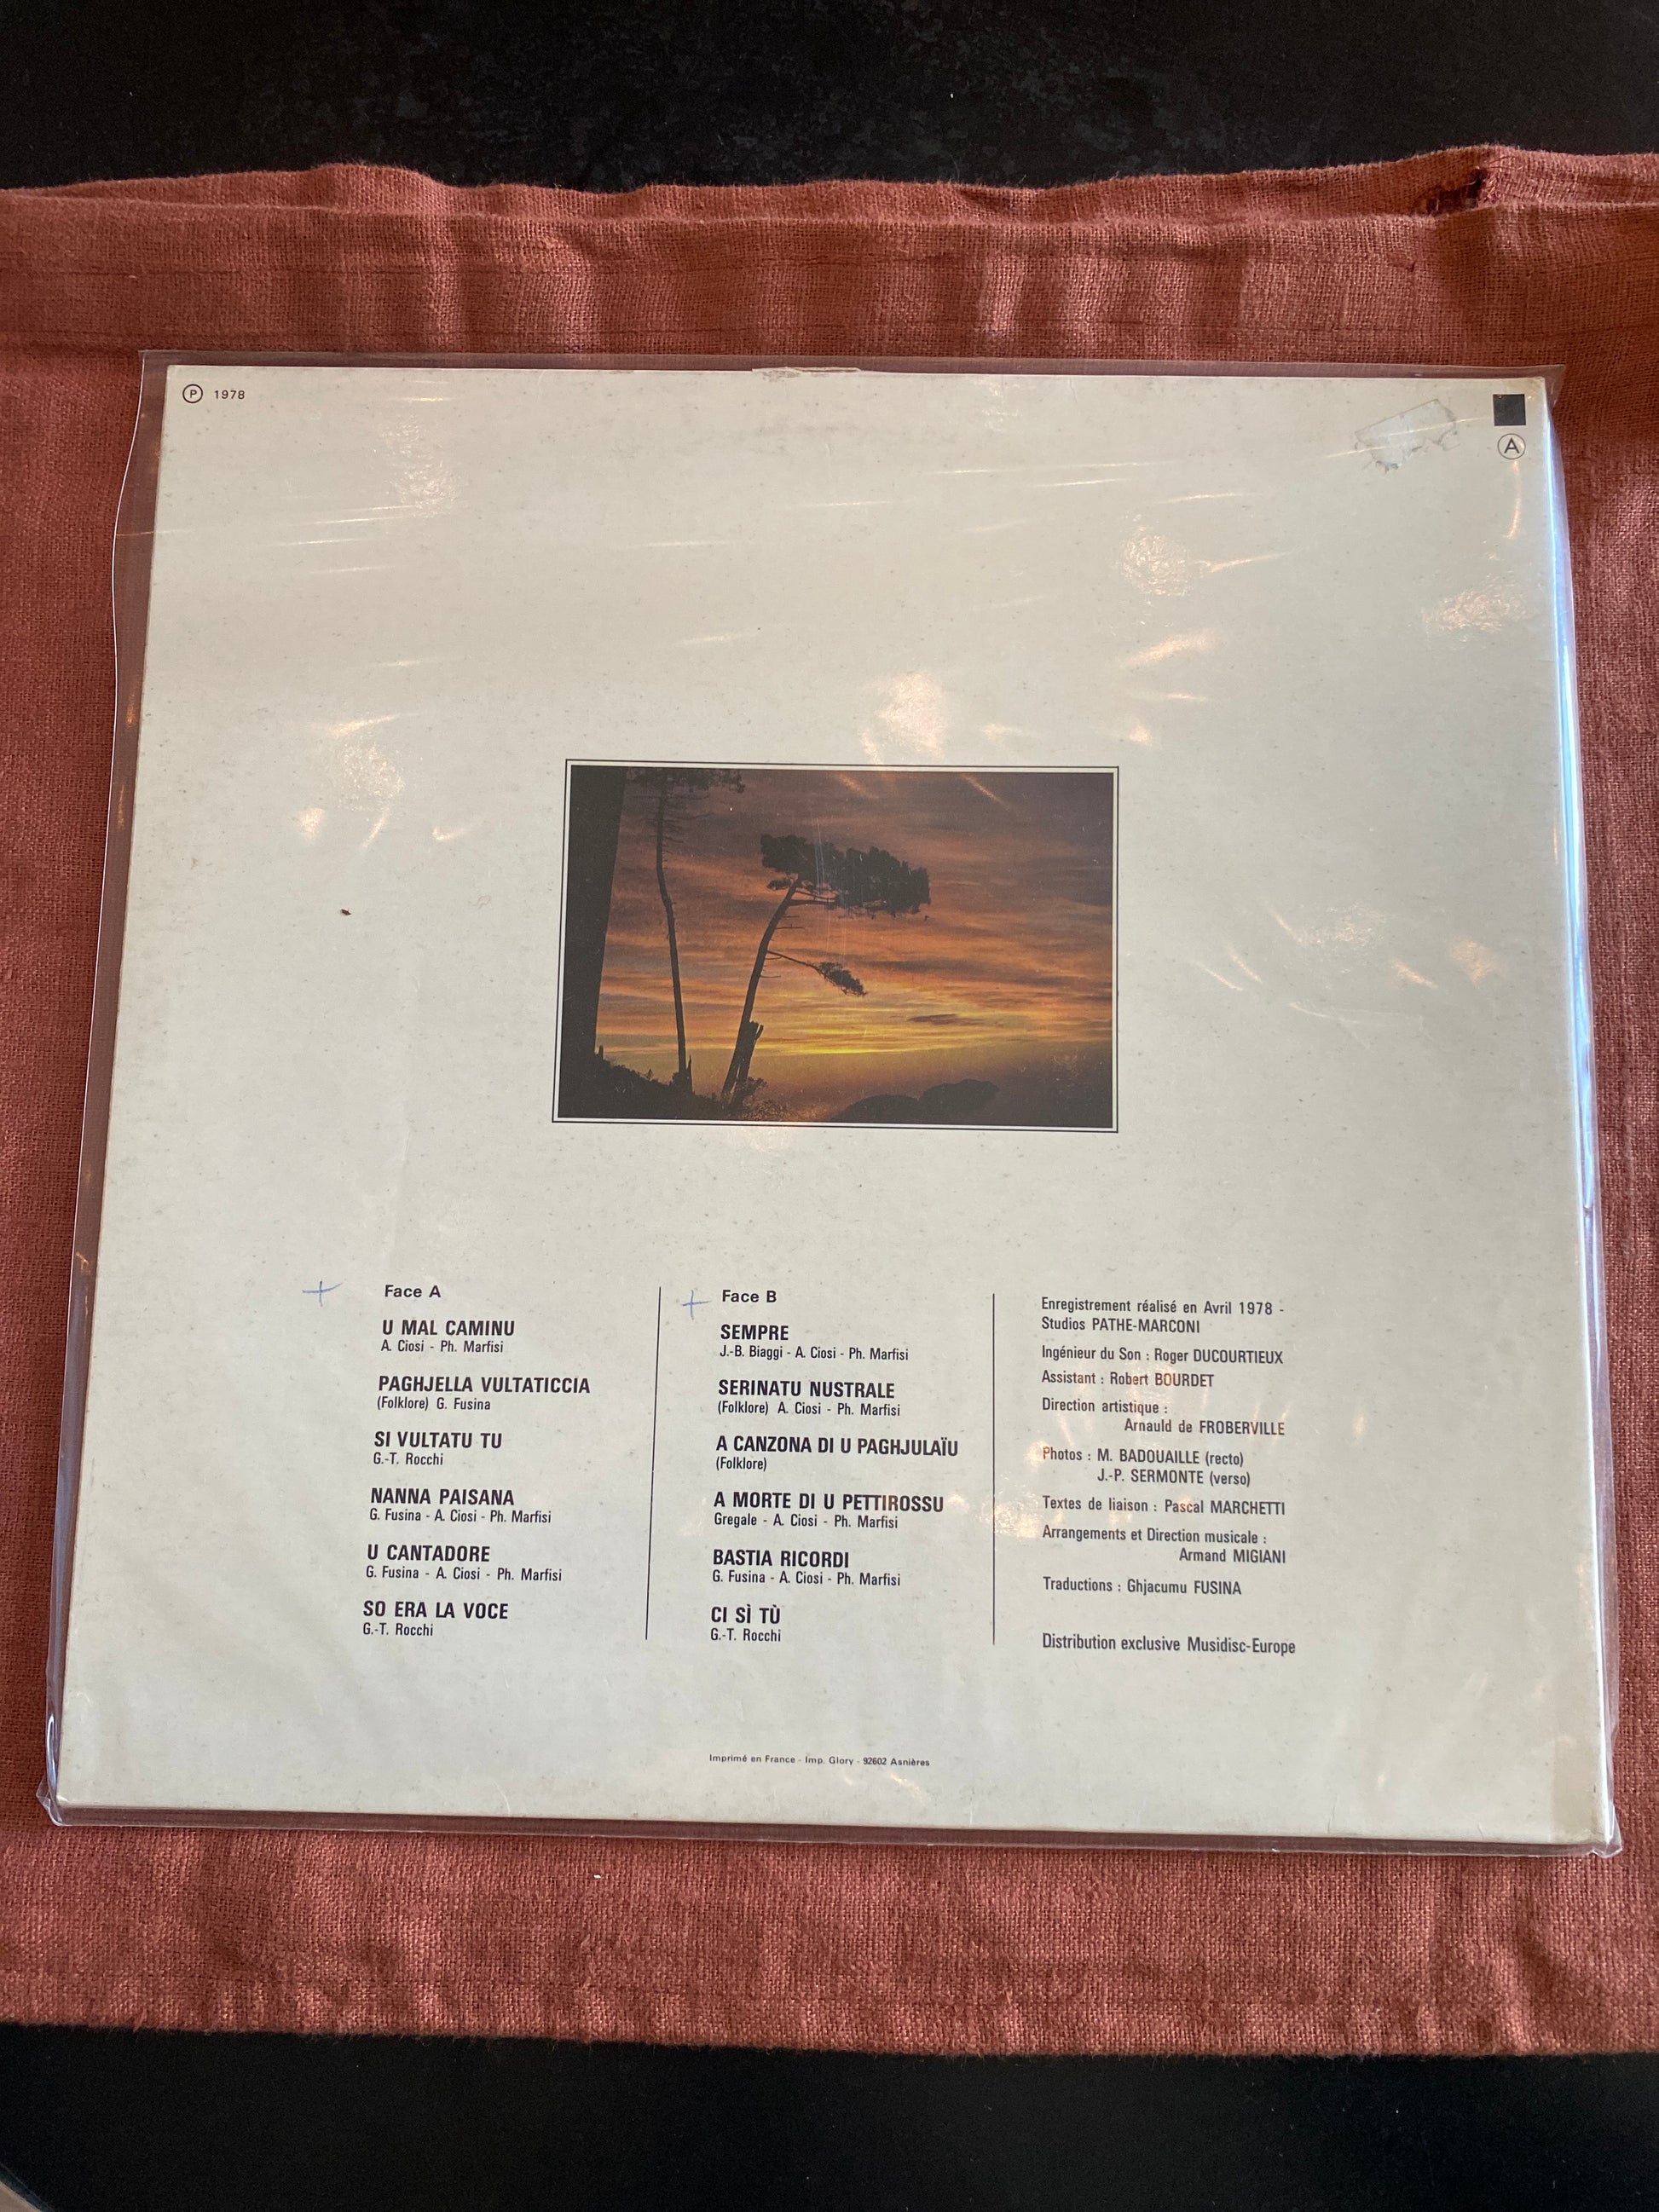 Ⓟ 1978
Ⓐ
Face A
U MAL CAMINU
A. Ciosi - Ph. Marfisi
PAGHJELLA VULTATICCIA
(Folklore) G. Fusina
SI VULTATU TU
G.-T. Rocchi
NANNA PAISANA
G. Fusina - A. Ciosi - Ph. Marfisi
U CANTADORE
G. Fusina - A. Ciosi - Ph. Marfisi
SO ERA LA VOCE
G.-T. Rocchi
Face B
SEMPRE
J.-B. Biaggi - A. Ciosi - Ph. Marfisi
SERINATU NUSTRALE
(Folklore) A. Ciosi - Ph. Marfisi
A CANZONA DI U PAGHJULAÏU
(Folklore)
A MORTE DI U PETTIROSSU
Gregale - A. Ciosi - Ph. Marfisi
BASTIA RICORDI
G. Fusina - A. Ciosi - Ph. Marfisi
CI SÌ TÙ
G.-T. Rocchi
Enregistrement réalisé en Avril 1978 -
Studios PATHE-MARCONI
Ingénieur du Son : Roger DUCOURTIEUX
Assistant : Robert BOURDET
Direction artistique :
Arnauld de FROBERVILLE
Photos : M. BADOUAILLE (recto)
J.-P. SERMONTE (verso)
Textes de liaison : Pascal MARCHETTI
Arrangements et Direction musicale :
Armand MIGIANI
Traductions : Ghjacumu FUSINA
Distribution exclusive Musidisc-Europe
Imprimé en France - Imp. Glory - 92602 Asnières